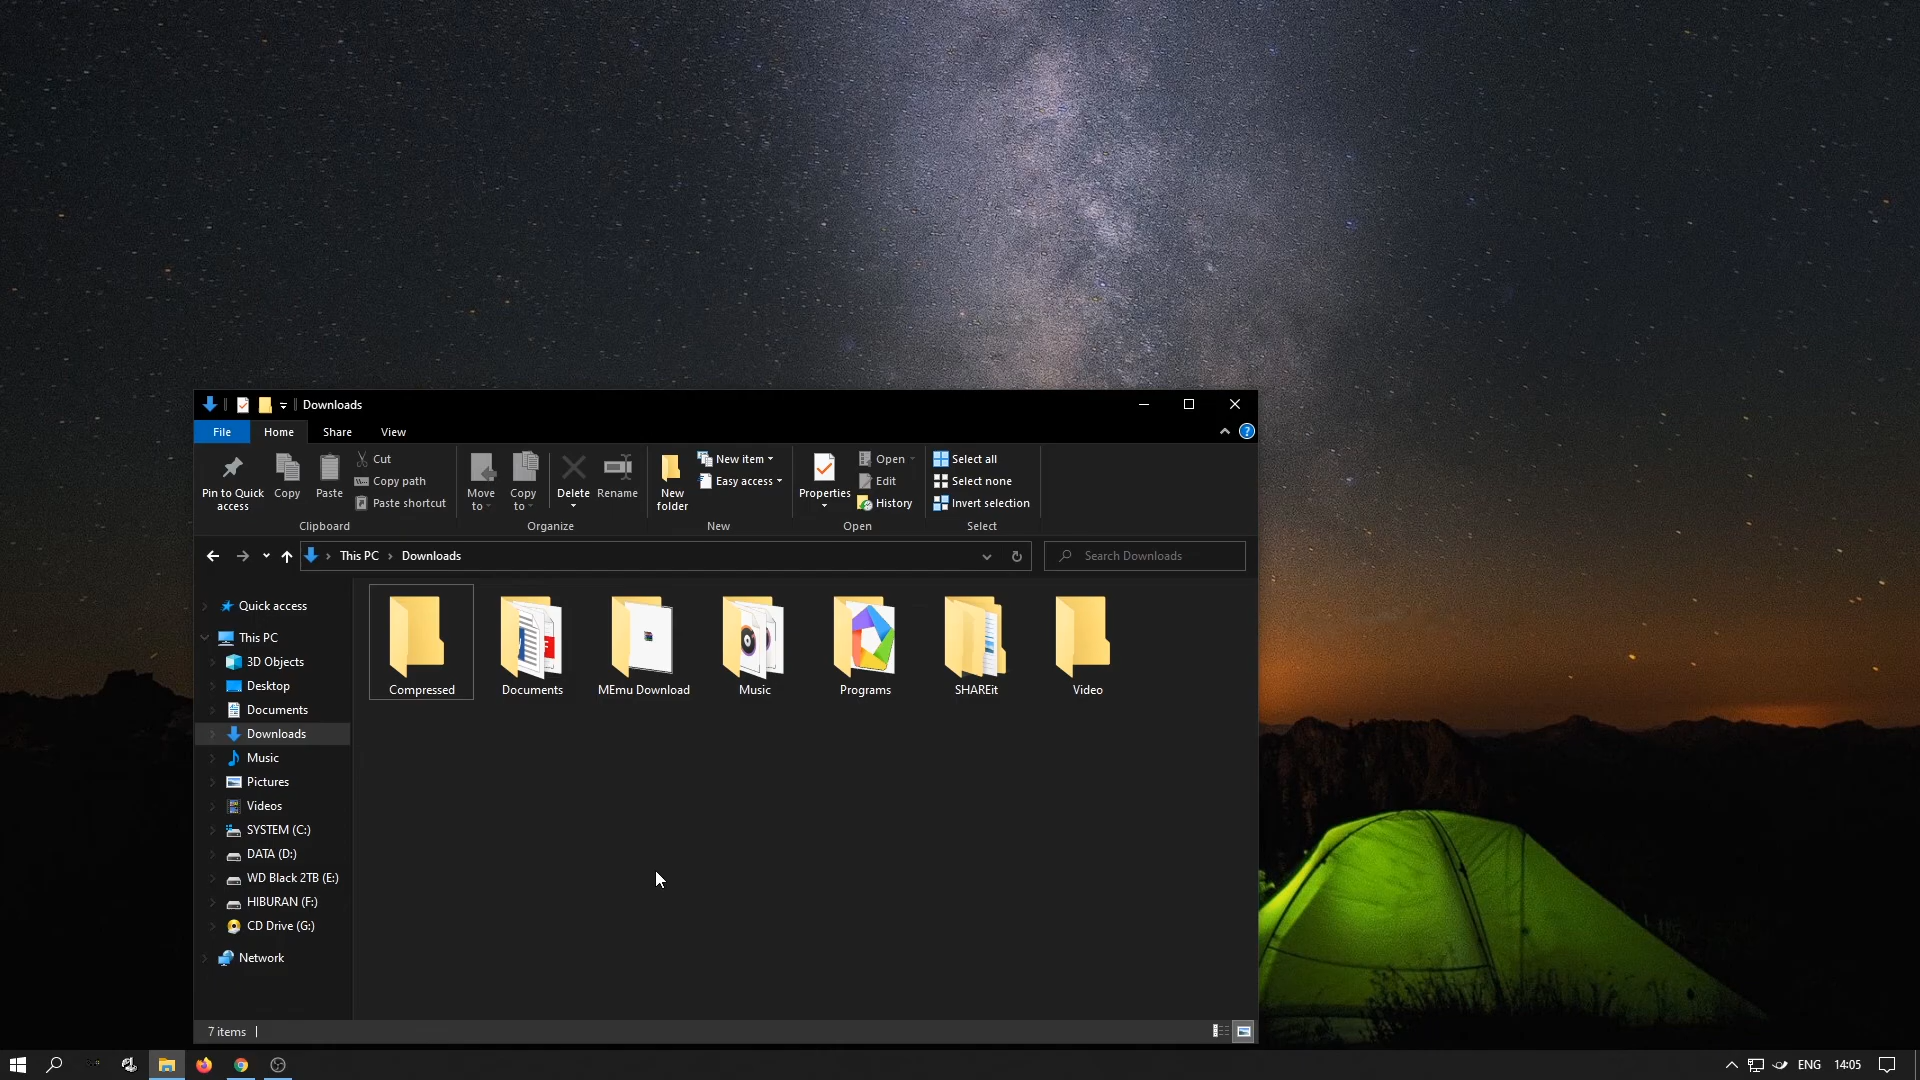 Downloads
File Home Share View
Pin to Quick access
Copy
Paste
Cut
Copy path
Paste shortcut
Clipboard
Move to
Copy to
Delete
Rename
Organize
New folder
New item
Easy access
New
Properties
Open
Edit
History
Open
Select all
Select none
Invert selection
Select
This PC Downloads
Search Downloads
Quick access
This PC
3D Objects
Desktop
Documents
Downloads
Music
Pictures
Videos
SYSTEM (C:)
DATA (D:)
WD Black 2TB (E:)
HIBURAN (F:)
CD Drive (G:)
Network
Compressed
Documents
MEmu Download
Music
Programs
SHAREit
Video
7 items
ENG 14:05